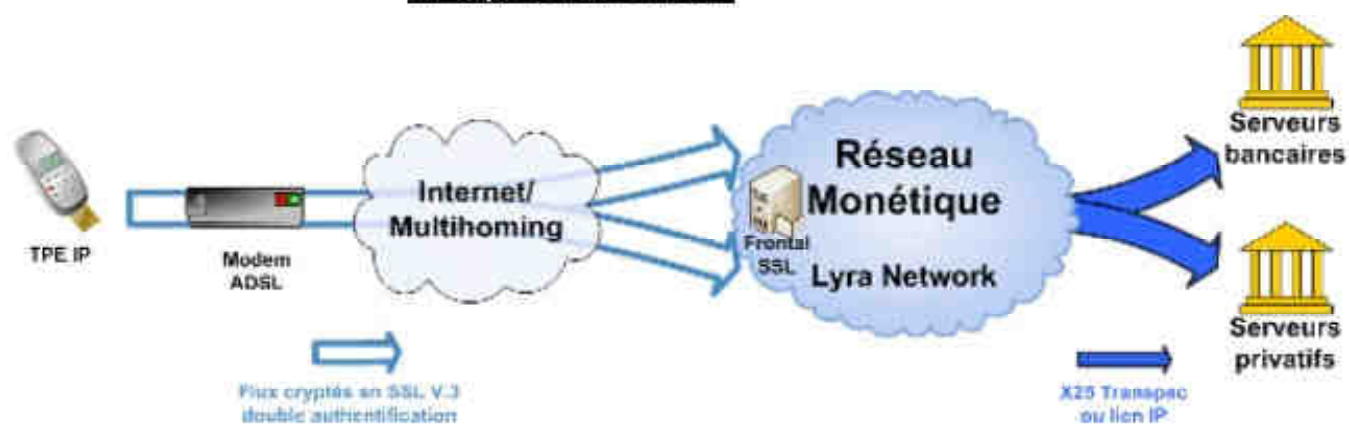 TPE IP
Modem
ADSL
Internet/
Multihoming
Frontal
SSL
Réseau
Monétique
Lyra Network
Serveurs
bancaires
Serveurs
privatifs
Flux cryptés en SSL V.3
double authentification
X25 Transpac
ou lien IP